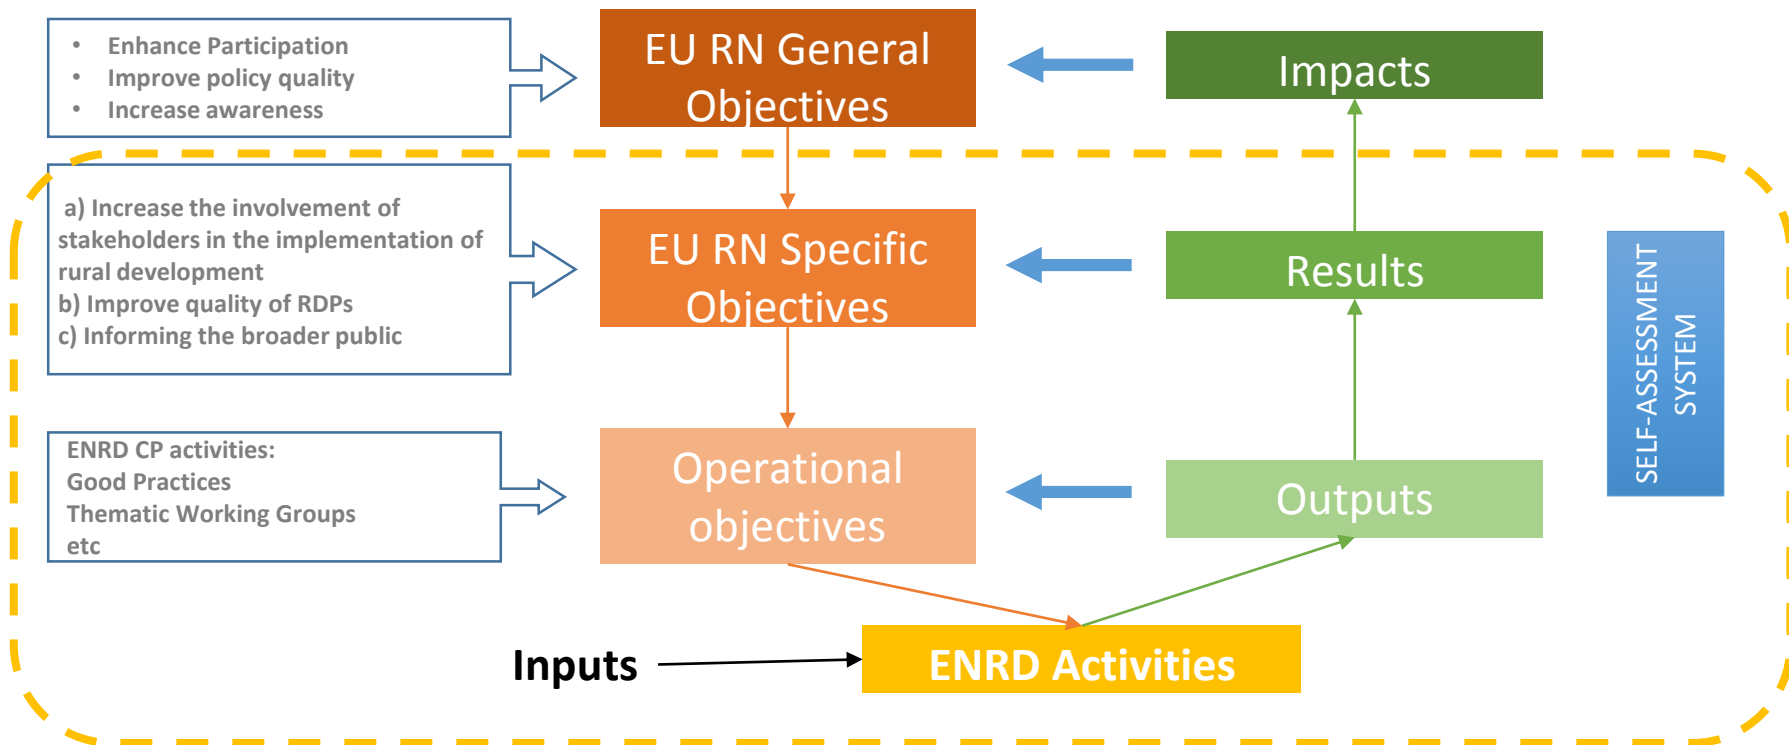 • Enhance Participation
• Improve policy quality
• Increase awareness
EU RN General
Objectives
Impacts
a) Increase the involvement of
stakeholders in the implementation of
rural development
b) Improve quality of RDPs
c) Informing the broader public
EU RN Specific
Objectives
Results
SELF-ASSESSMENT
SYSTEM
ENRD CP activities:
Good Practices
Thematic Working Groups
etc
Operational
objectives
Outputs
Inputs
ENRD Activities